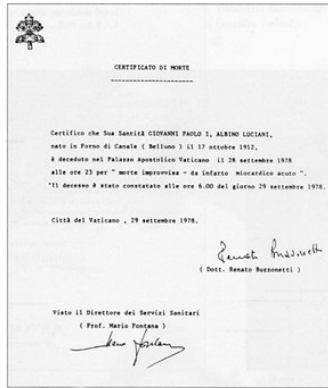 CERTIFICATO DI MORTE
Certifico che Sua Santità GIOVANNI PAOLO I, ALBINO LUCIANI,
nato in Forno di Canale ( Belluno ) il 17 ottobre 1912,
è deceduto nel Palazzo Apostolico Vaticano il 28 settembre 1978
alle ore 23 per " morte improvvisa - da infarto miocardico acuto ".
"Il decesso è stato constatato alle ore 6.00 del giorno 29 settembre 1978.
Città del Vaticano , 29 settembre 1978.
Renato Buzzonetti
( Dott. Renato Buzzonetti )
Visto il Direttore dei Servizi Sanitari
( Prof. Mario Fontana )
Mario Fontana